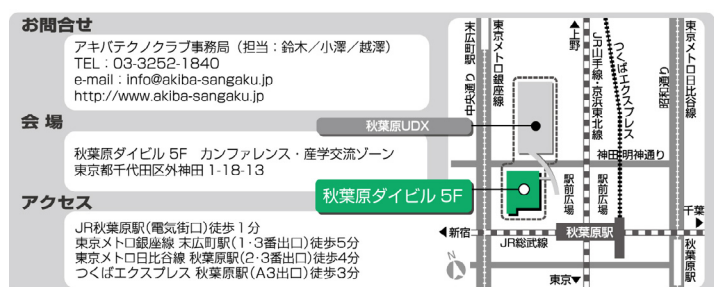 お問合せ
アキバテクノクラブ事務局（担当：鈴木／小澤／越澤）
TEL：03-3252-1840
e-mail：info@akiba-sangaku.jp
http://www.akiba-sangaku.jp
会 場
秋葉原ダイビル 5F　カンファレンス・産学交流ゾーン
東京都千代田区外神田 1-18-13
アクセス
JR秋葉原駅(電気街口)徒歩１分
東京メトロ銀座線 末広町駅(1･3番出口)徒歩5分
東京メトロ日比谷線 秋葉原駅(2･3番出口)徒歩4分
つくばエクスプレス 秋葉原駅(A3出口)徒歩3分
末広町駅
東京メトロ銀座線
中央通り
▲上野
JR山手線・京浜東北線
つくばエクスプレス
昭和通り
東京メトロ日比谷線
秋葉原UDX
神田明神通り
秋葉原ダイビル 5F
駅前広場
駅前広場
千葉▶
◀新宿
JR総武線
秋葉原駅
秋葉原駅
N
東京▼